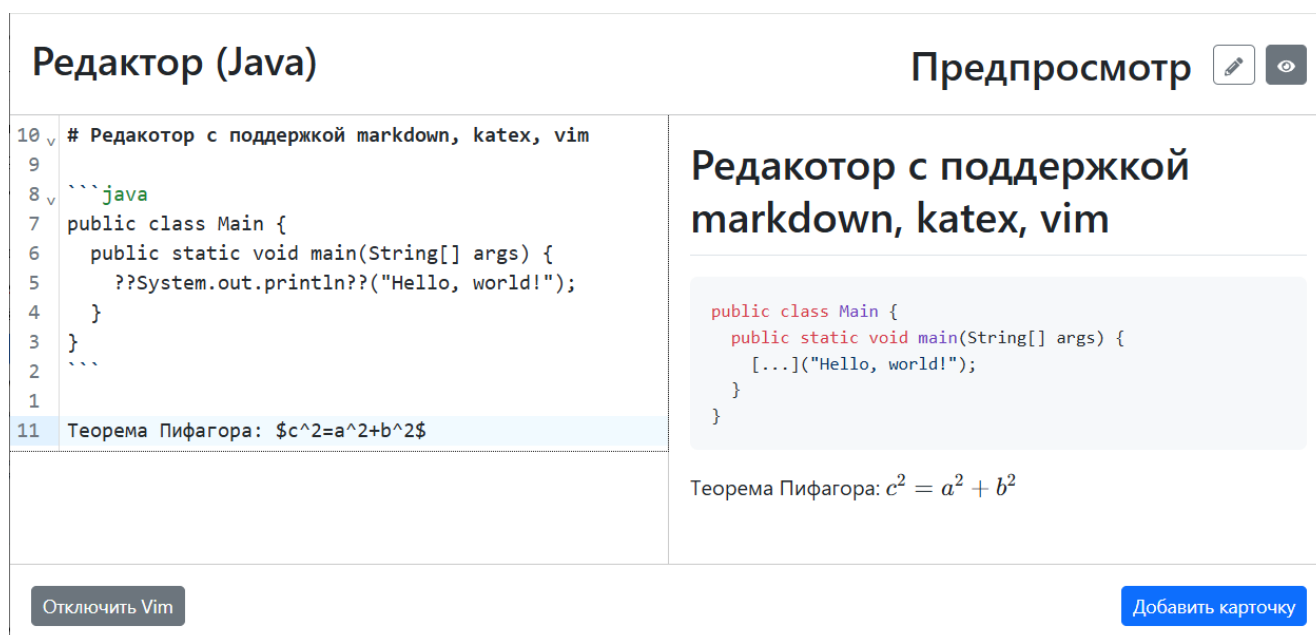 Редактор (Java)
Предпросмотр
10 # Редакотор с поддержкой markdown, katex, vim
9
8 ```java
7 public class Main {
6   public static void main(String[] args) {
5     ??System.out.println??("Hello, world!");
4   }
3 }
2 ```
1
11 Теорема Пифагора: $c^2=a^2+b^2$
Редакотор с поддержкой
markdown, katex, vim
public class Main {
  public static void main(String[] args) {
    [...]("Hello, world!");
  }
}
Теорема Пифагора: c² = a² + b²
Отключить Vim
Добавить карточку